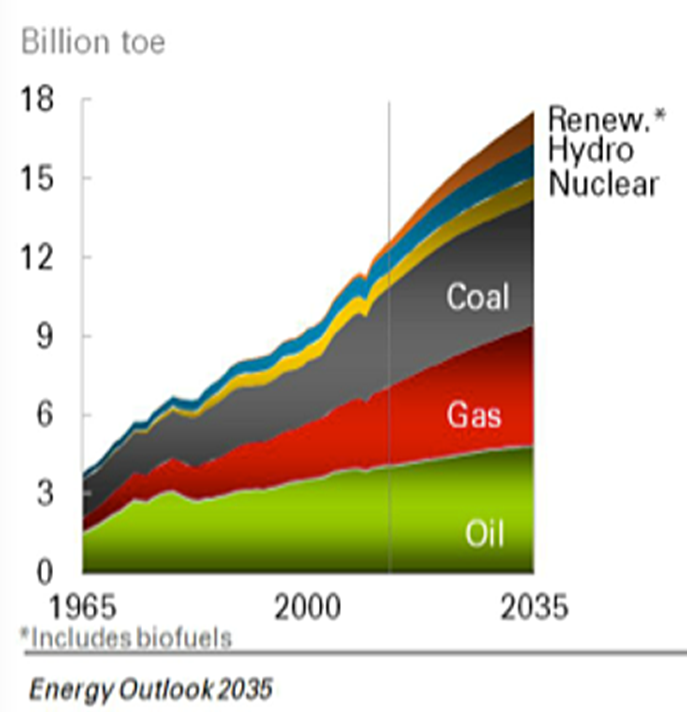 Billion toe
18
15
12
9
6
3
0
Renew.*
Hydro
Nuclear
Coal
Gas
Oil
1965 2000 2035
*Includes biofuels
Energy Outlook 2035